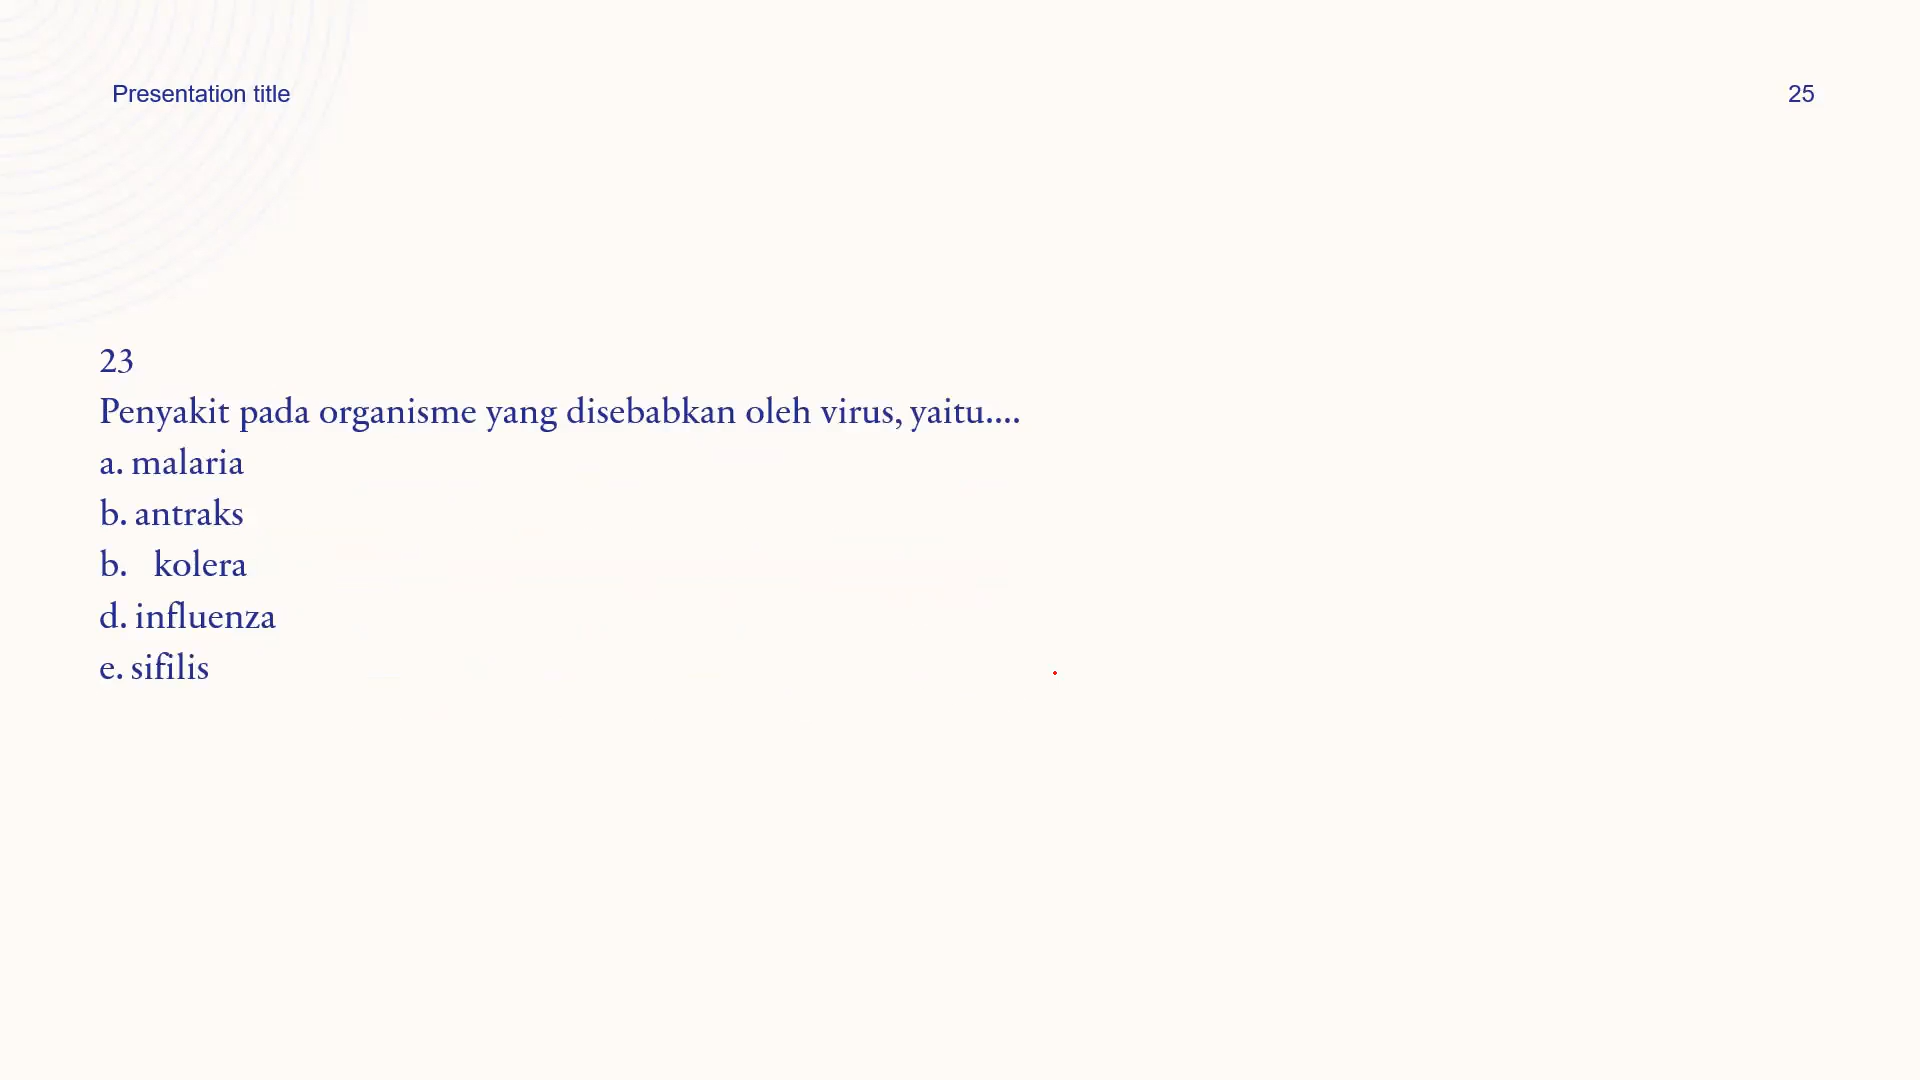 Presentation title
25
23
Penyakit pada organisme yang disebabkan oleh virus, yaitu....
a. malaria
b. antraks
b. kolera
d. influenza
e. sifilis